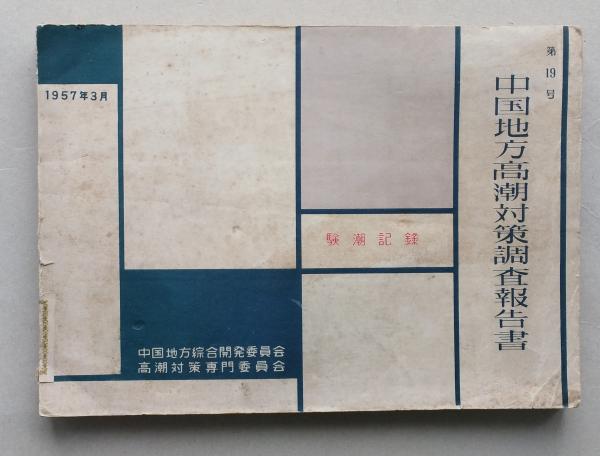 第19号
中国地方高潮対策調査報告書
1957年3月
験潮記録
中国地方綜合開発委員会
高潮対策専門委員会